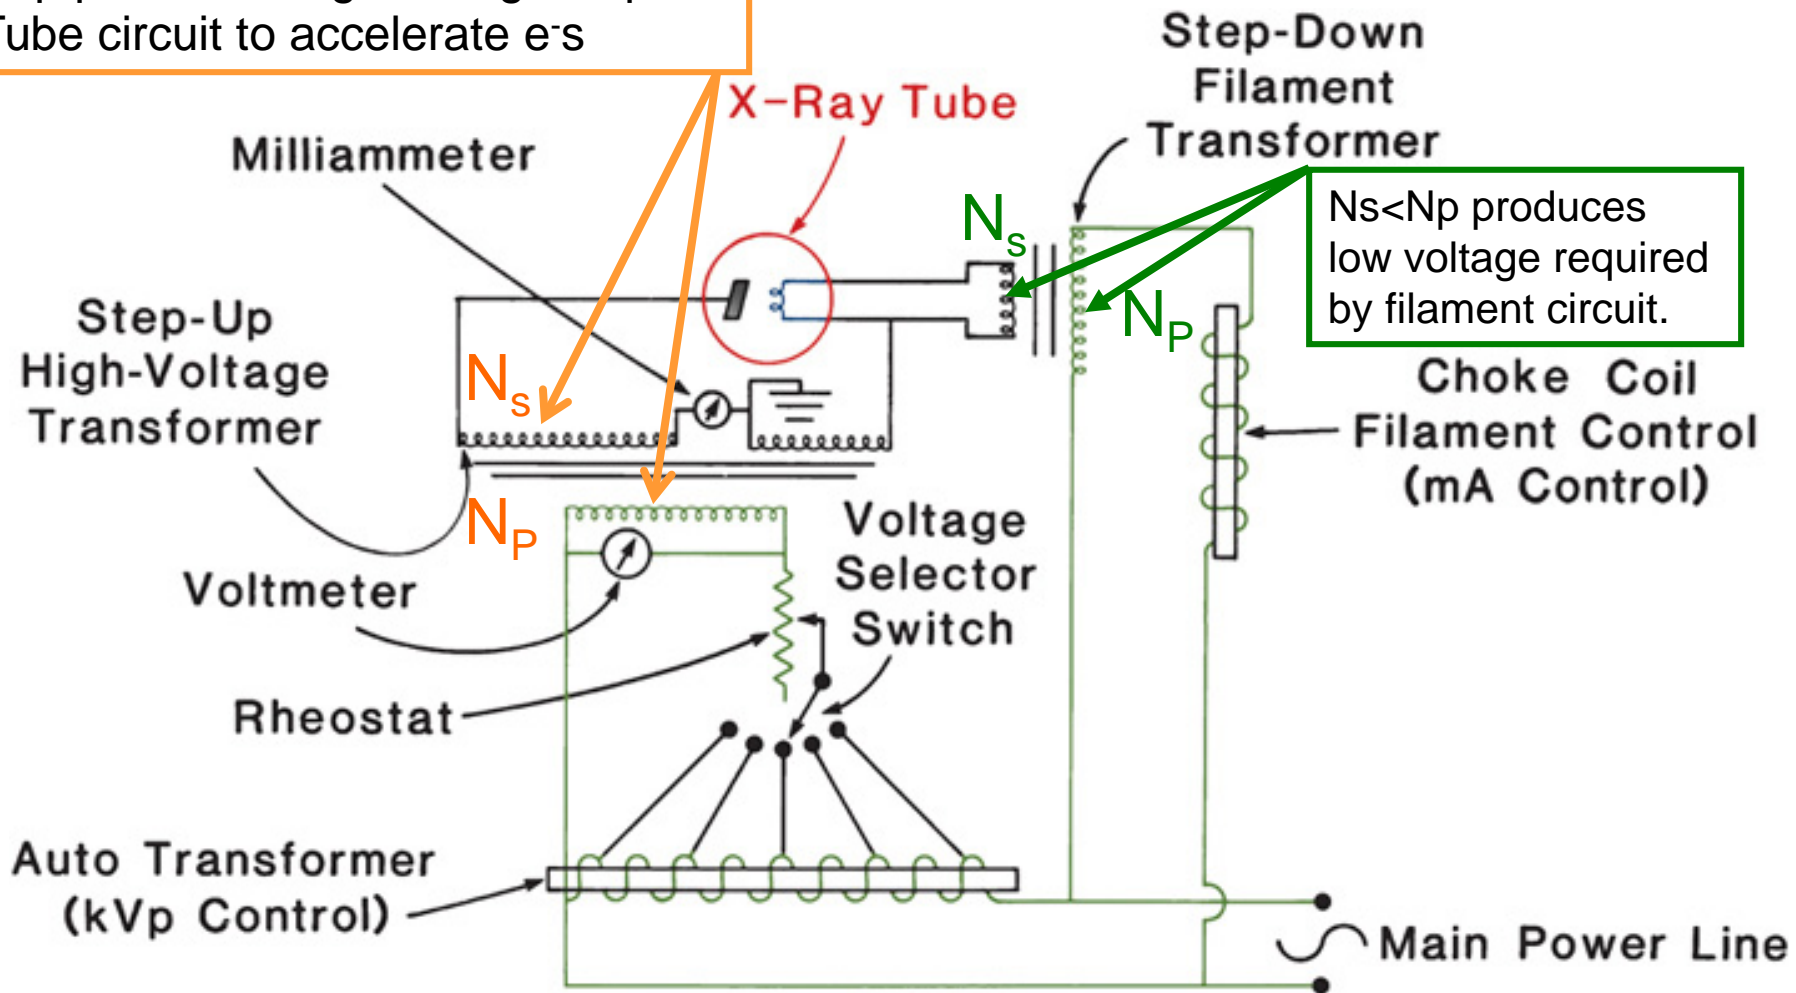 Tube circuit to accelerate e⁻s
Step-Down
Filament
Transformer
X-Ray Tube
Milliammeter
Ns<Np produces
low voltage required
by filament circuit.
Nₛ
N_P
Step-Up
High-Voltage
Transformer
Nₛ
N_P
Choke Coil
Filament Control
(mA Control)
Voltage
Selector
Switch
Voltmeter
Rheostat
Auto Transformer
(kVp Control)
Main Power Line